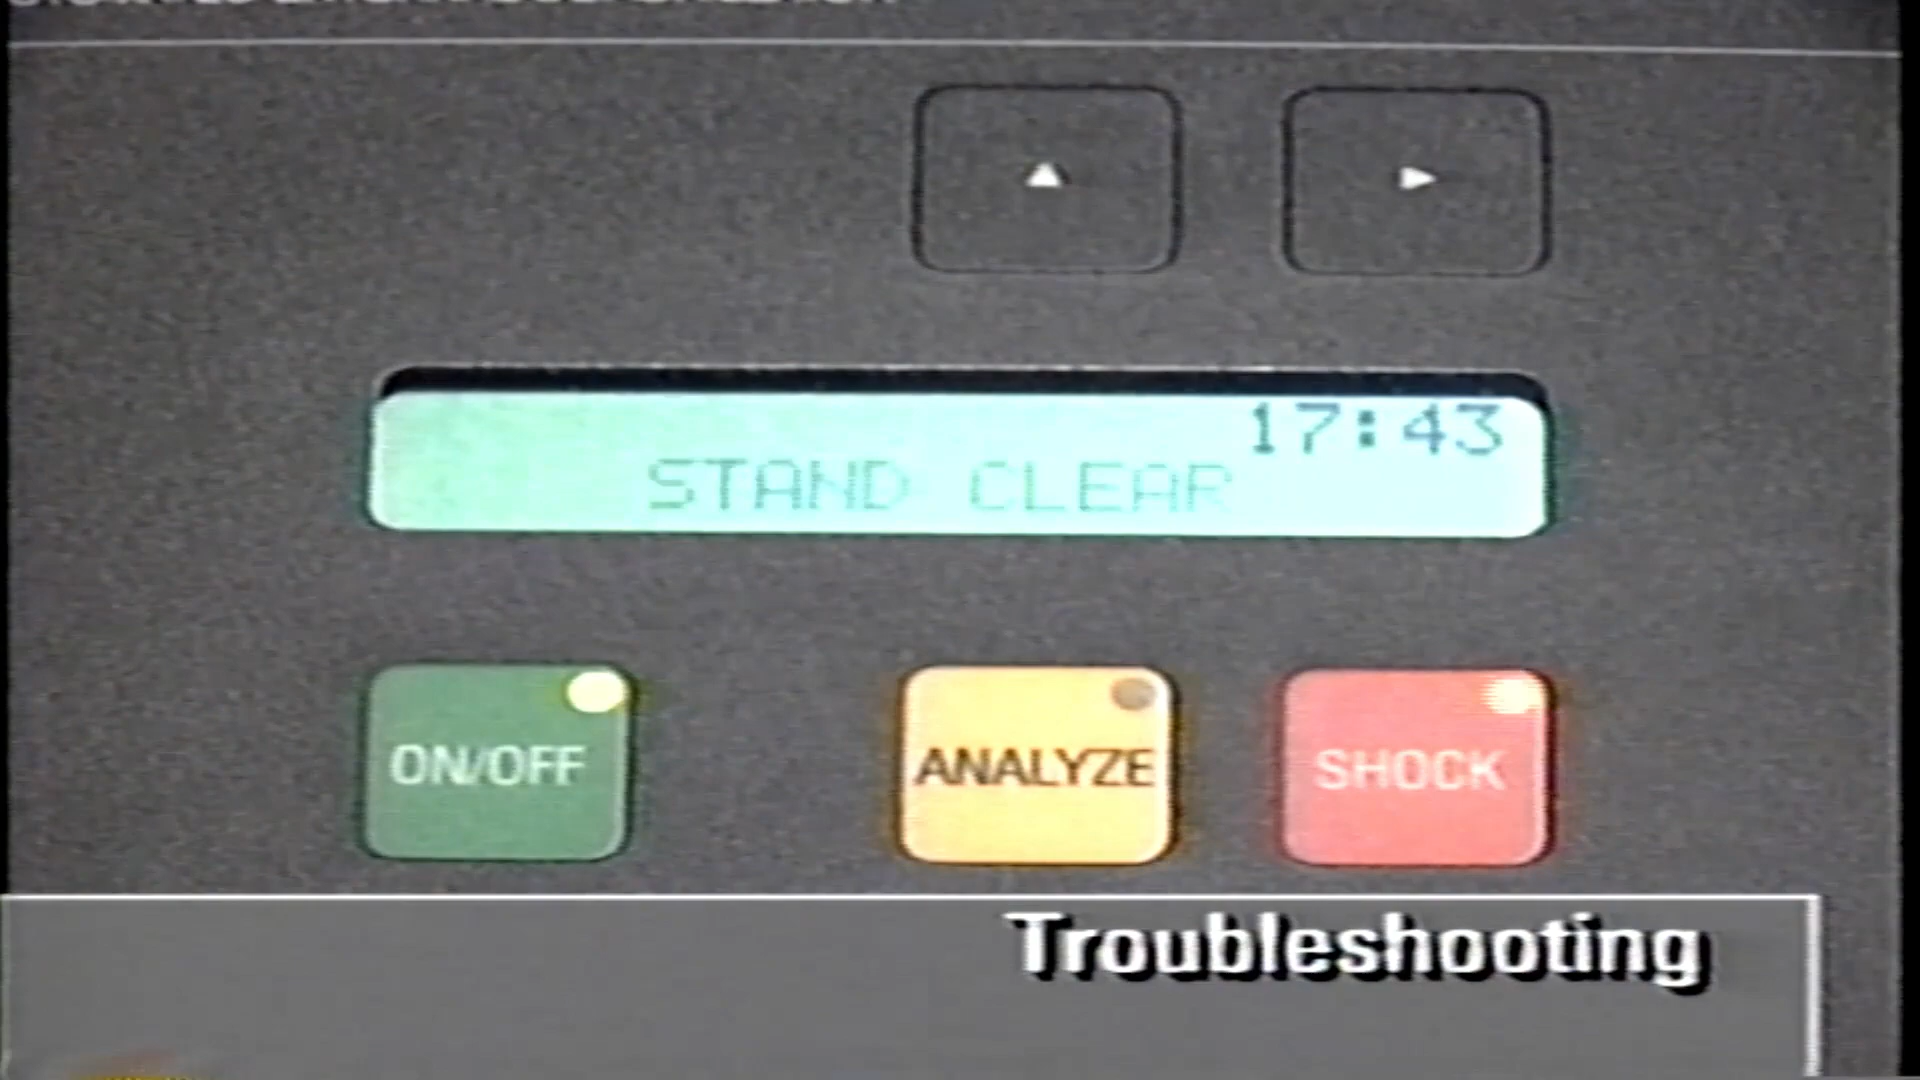 17:43
STAND CLEAR
ON/OFF
ANALYZE
SHOCK
Troubleshooting